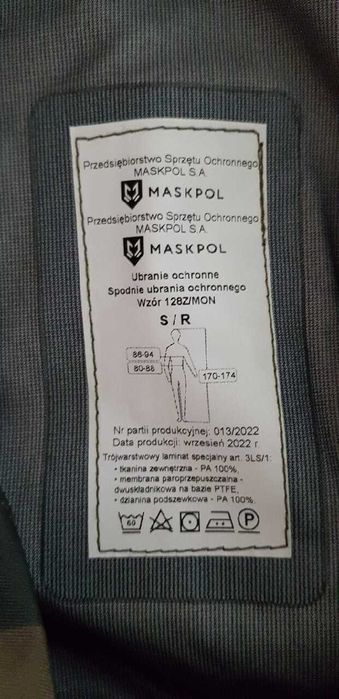 Przedsiębiorstwo Sprzętu Ochronnego
MASKPOL S.A.
MASKPOL
Przedsiębiorstwo Sprzętu Ochronnego
MASKPOL S.A.
MASKPOL
Ubranie ochronne
Spodnie ubrania ochronnego
Wzór 128Z/MON
S / R
86-94
80-88
170-174
Nr partii produkcyjnej: 013/2022
Data produkcji: wrzesień 2022 r.
Trójwarstwowy laminat specjalny art. 3LS/1:
• tkanina zewnętrzna - PA 100%,
• membrana paroprzepuszczalna -
dwuskładnikowa na bazie PTFE,
• dzianina podszewkowa - PA 100%.
60
P